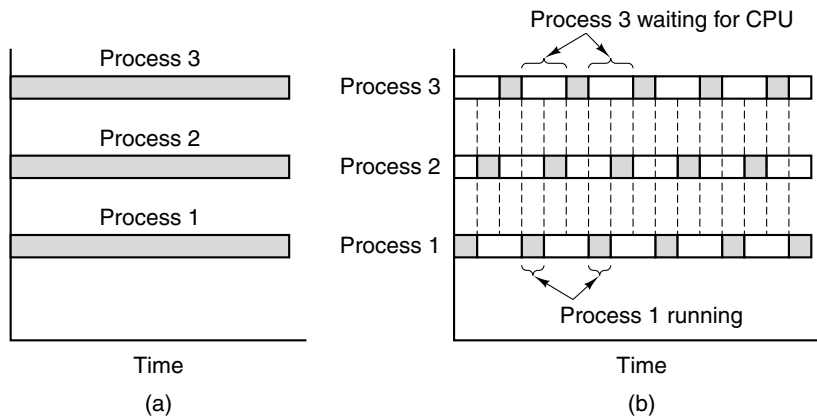 Process 3
Process 2
Process 1
Time
(a)
Process 3 waiting for CPU
Process 3
Process 2
Process 1
Process 1 running
Time
(b)